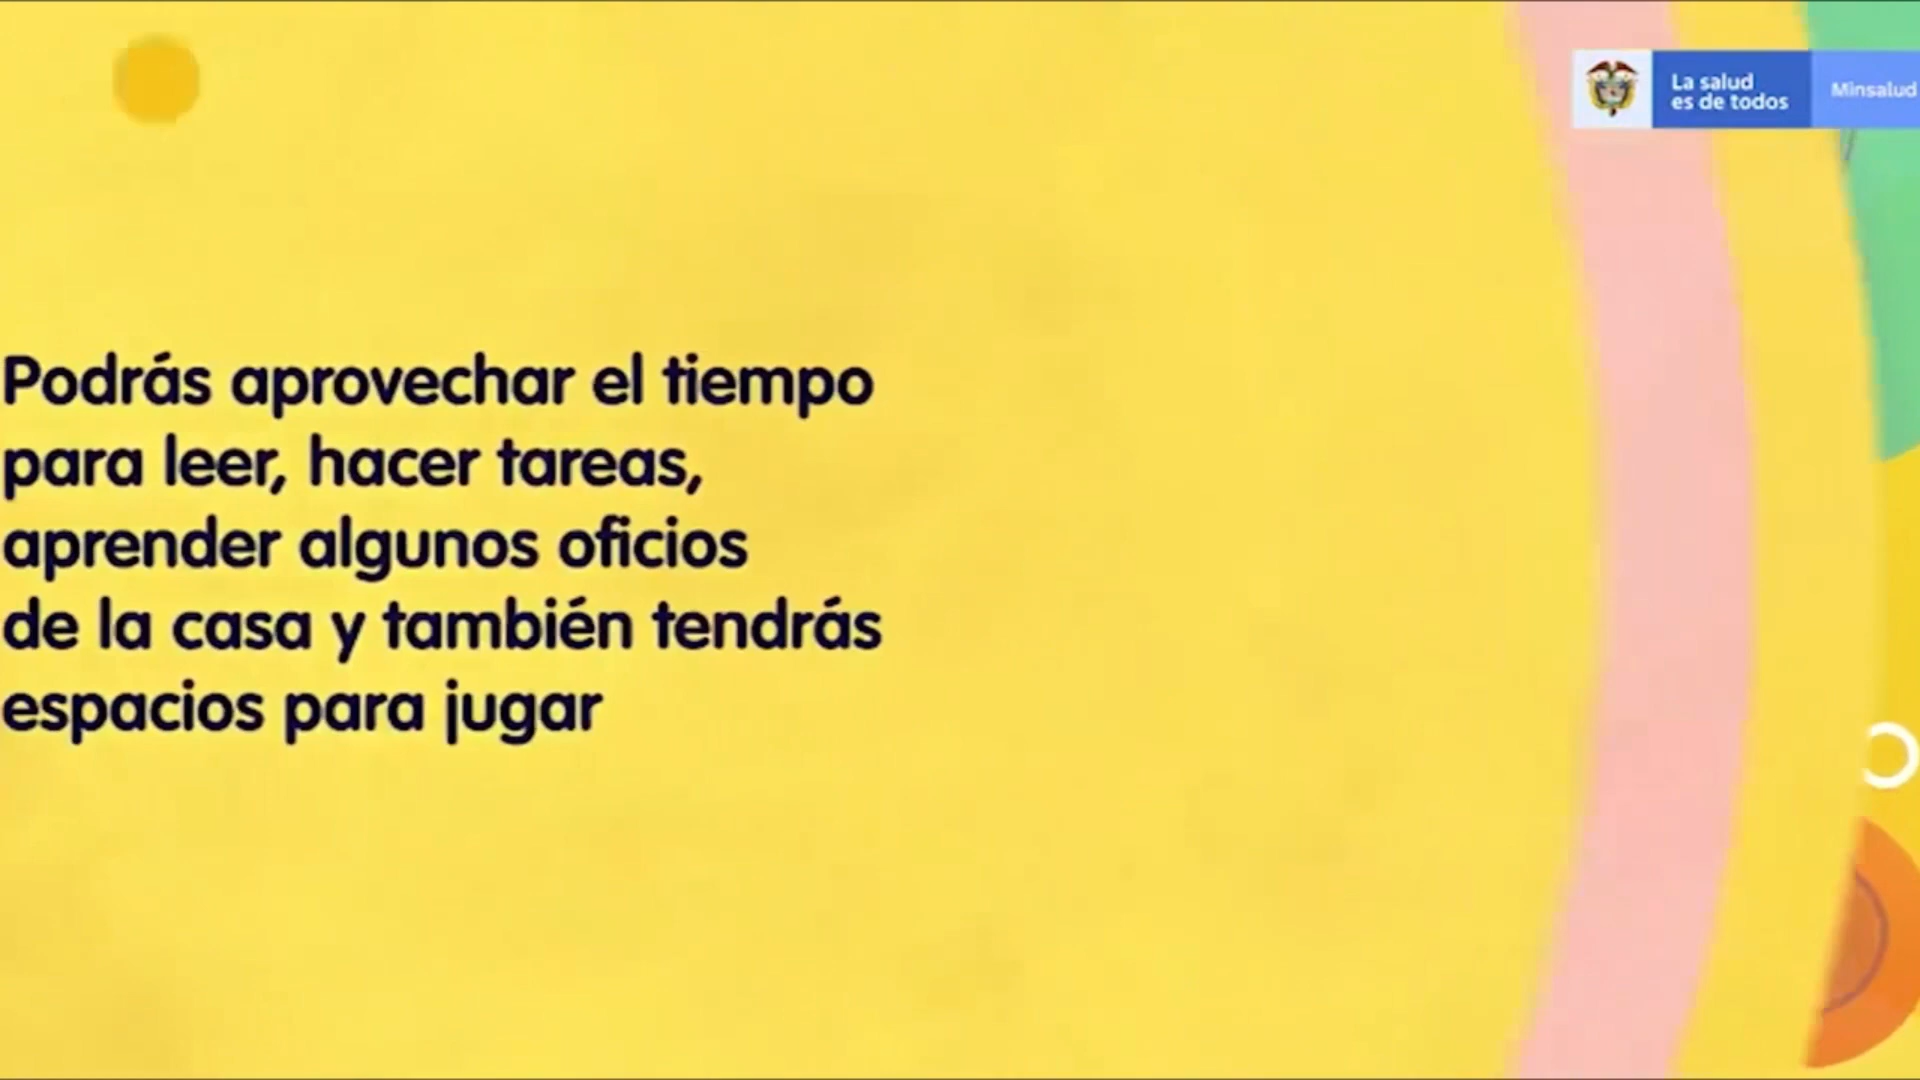 La salud
es de todos
Minsalud
Podrás aprovechar el tiempo
para leer, hacer tareas,
aprender algunos oficios
de la casa y también tendrás
espacios para jugar